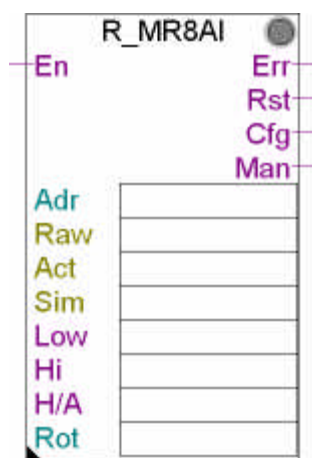 R_MR8AI
En Err
Rst
Cfg
Man
Adr
Raw
Act
Sim
Low
Hi
H/A
Rot